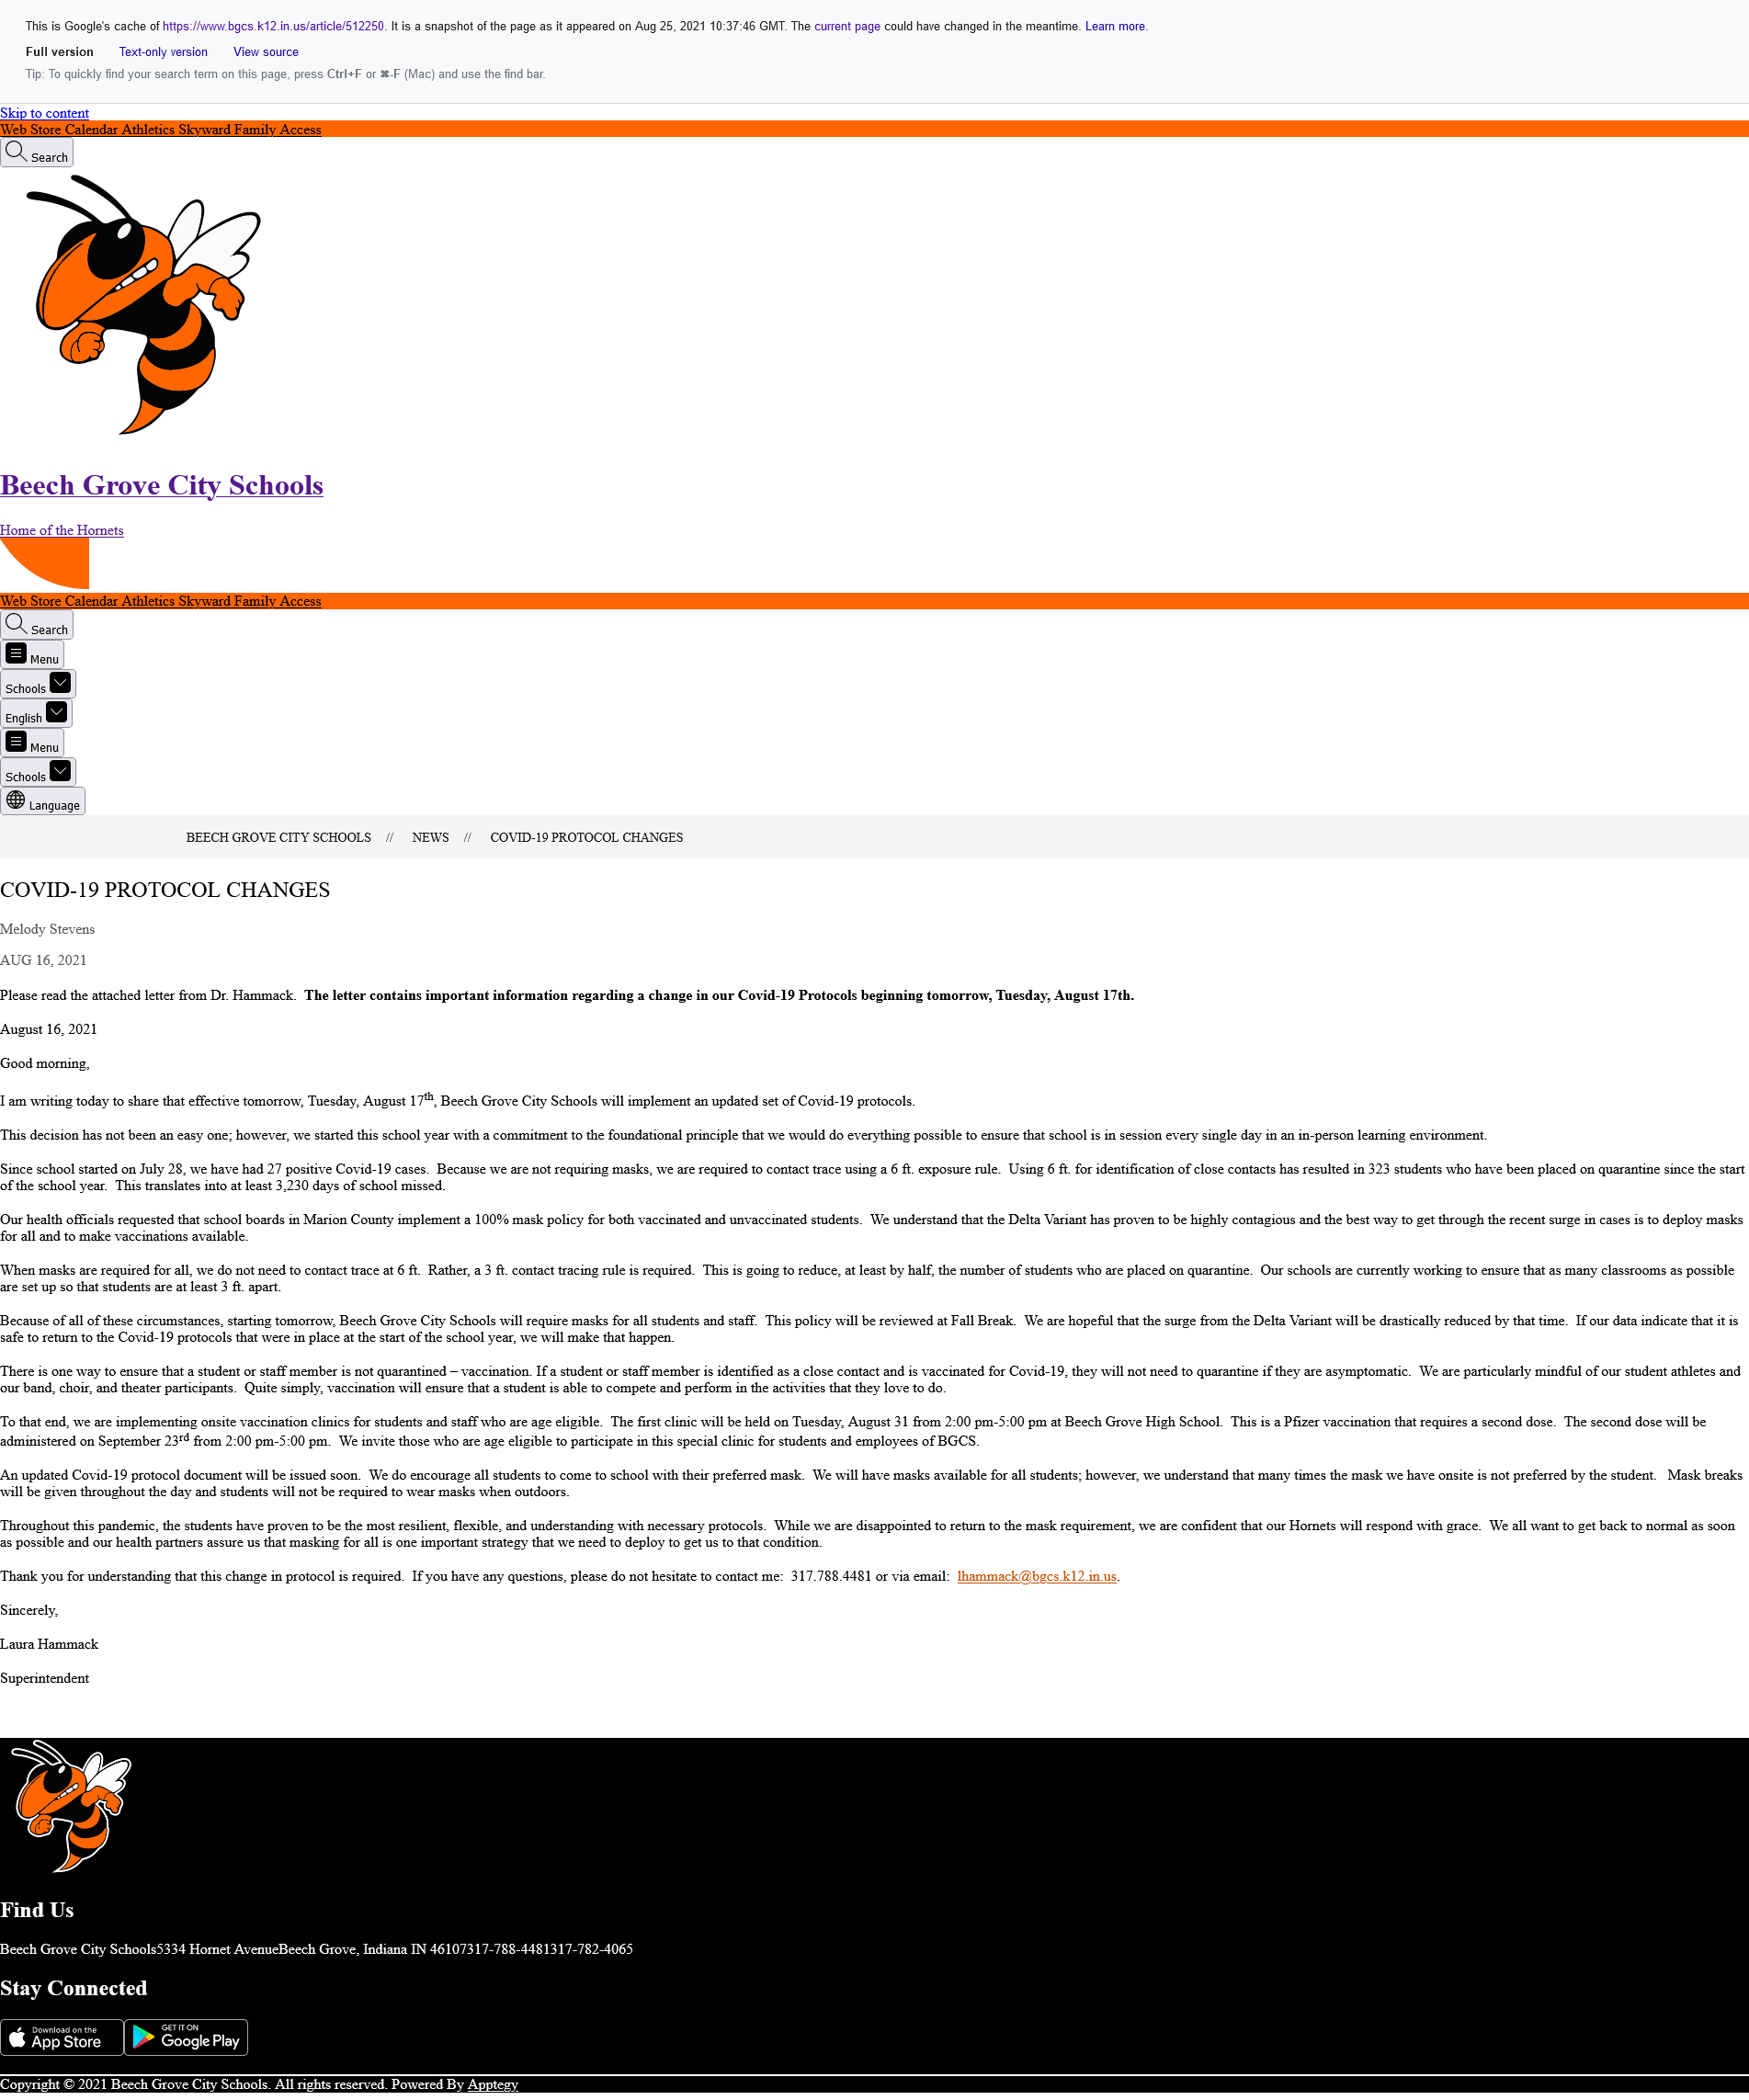 This is Google's cache of https://www.bgcs.k12.in.us/article/512250. It is a snapshot of the page as it appeared on Aug 25, 2021 10:37:46 GMT. The current page could have changed in the meantime. Learn more.
Full version Text-only version View source
Tip: To quickly find your search term on this page, press Ctrl+F or ⌘-F (Mac) and use the find bar.
Skip to content
Web Store Calendar Athletics Skyward Family Access
Search
Beech Grove City Schools
Home of the Hornets
Web Store Calendar Athletics Skyward Family Access
Search
Menu
Schools
English
Menu
Schools
Language
BEECH GROVE CITY SCHOOLS // NEWS // COVID-19 PROTOCOL CHANGES
COVID-19 PROTOCOL CHANGES
Melody Stevens
AUG 16, 2021
Please read the attached letter from Dr. Hammack. The letter contains important information regarding a change in our Covid-19 Protocols beginning tomorrow, Tuesday, August 17th.
August 16, 2021
Good morning,
I am writing today to share that effective tomorrow, Tuesday, August 17th, Beech Grove City Schools will implement an updated set of Covid-19 protocols.
This decision has not been an easy one; however, we started this school year with a commitment to the foundational principle that we would do everything possible to ensure that school is in session every single day in an in-person learning environment.
Since school started on July 28, we have had 27 positive Covid-19 cases. Because we are not requiring masks, we are required to contact trace using a 6 ft. exposure rule. Using 6 ft. for identification of close contacts has resulted in 323 students who have been placed on quarantine since the start
of the school year. This translates into at least 3,230 days of school missed.
Our health officials requested that school boards in Marion County implement a 100% mask policy for both vaccinated and unvaccinated students. We understand that the Delta Variant has proven to be highly contagious and the best way to get through the recent surge in cases is to deploy masks
for all and to make vaccinations available.
When masks are required for all, we do not need to contact trace at 6 ft. Rather, a 3 ft. contact tracing rule is required. This is going to reduce, at least by half, the number of students who are placed on quarantine. Our schools are currently working to ensure that as many classrooms as possible
are set up so that students are at least 3 ft. apart.
Because of all of these circumstances, starting tomorrow, Beech Grove City Schools will require masks for all students and staff. This policy will be reviewed at Fall Break. We are hopeful that the surge from the Delta Variant will be drastically reduced by that time. If our data indicate that it is
safe to return to the Covid-19 protocols that were in place at the start of the school year, we will make that happen.
There is one way to ensure that a student or staff member is not quarantined – vaccination. If a student or staff member is identified as a close contact and is vaccinated for Covid-19, they will not need to quarantine if they are asymptomatic. We are particularly mindful of our student athletes and
our band, choir, and theater participants. Quite simply, vaccination will ensure that a student is able to compete and perform in the activities that they love to do.
To that end, we are implementing onsite vaccination clinics for students and staff who are age eligible. The first clinic will be held on Tuesday, August 31 from 2:00 pm-5:00 pm at Beech Grove High School. This is a Pfizer vaccination that requires a second dose. The second dose will be
administered on September 23rd from 2:00 pm-5:00 pm. We invite those who are age eligible to participate in this special clinic for students and employees of BGCS.
An updated Covid-19 protocol document will be issued soon. We do encourage all students to come to school with their preferred mask. We will have masks available for all students; however, we understand that many times the mask we have onsite is not preferred by the student. Mask breaks
will be given throughout the day and students will not be required to wear masks when outdoors.
Throughout this pandemic, the students have proven to be the most resilient, flexible, and understanding with necessary protocols. While we are disappointed to return to the mask requirement, we are confident that our Hornets will respond with grace. We all want to get back to normal as soon
as possible and our health partners assure us that masking for all is one important strategy that we need to deploy to get us to that condition.
Thank you for understanding that this change in protocol is required. If you have any questions, please do not hesitate to contact me: 317.788.4481 or via email: lhammack@bgcs.k12.in.us.
Sincerely,
Laura Hammack
Superintendent
Find Us
Beech Grove City Schools5334 Hornet AvenueBeech Grove, Indiana IN 46107317-788-4481317-782-4065
Stay Connected
Download on the App Store GET IT ON Google Play
Copyright © 2021 Beech Grove City Schools. All rights reserved. Powered By Apptegy